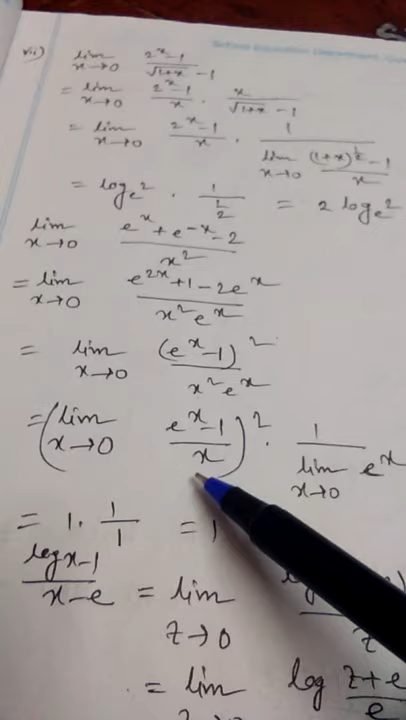 vii) lim x→0 (2^x-1)/(√(1+x) -1)
= lim x→0 (2^x-1)/x · x/(√(1+x) -1)
= lim x→0 (2^x-1)/x · 1/(lim x→0 ((1+x)^(1/2) -1)/x)
= log_e 2 · 1/(1/2) = 2 log_e 2
lim x→0 (e^x + e^-x - 2)/x²
= lim x→0 (e^2x + 1 - 2e^x)/(x² e^x)
= lim x→0 (e^x-1)²/(x² e^x)
= (lim x→0 (e^x-1)/x)² · 1/(lim x→0 e^x)
= 1 · 1/1 = 1
(log x-1)/(x-e) = lim z→0
= lim log (z+e)/e